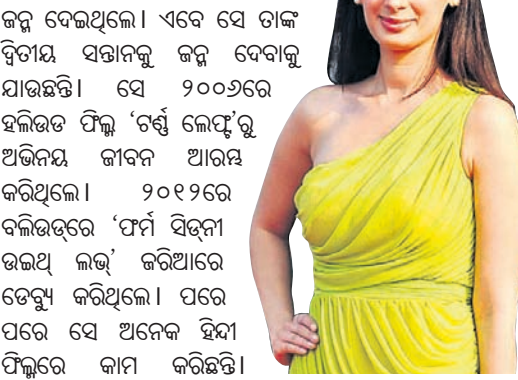 ଜନ୍ମ ଦେଇଥିଲେ। ଏବେ ସେ ତାଙ୍କ
ଦ୍ୱିତୀୟ ସନ୍ତାନକୁ ଜନ୍ମ ଦେବାକୁ
ଯାଉଛନ୍ତି। ସେ ୨୦୦୬ରେ
ହଲିଉଡ ଫିଲ୍ମ ‘ଟର୍ଣ୍ଣ ଲେଫ୍ଟ’ରୁ
ଅଭିନୟ ଜୀବନ ଆରମ୍ଭ
କରିଥିଲେ। ୨୦୧୨ରେ
ବଲିଉଡ୍‌ରେ ‘ଫର୍ମ ସିଡ୍‌ନୀ
ଉଇଥ୍ ଲଭ୍’ ଜରିଆରେ
ଡେବ୍ୟୁ କରିଥିଲେ। ପରେ
ପରେ ସେ ଅନେକ ହିନ୍ଦୀ
ଫିଲ୍ମରେ କାମ କରିଛନ୍ତି।